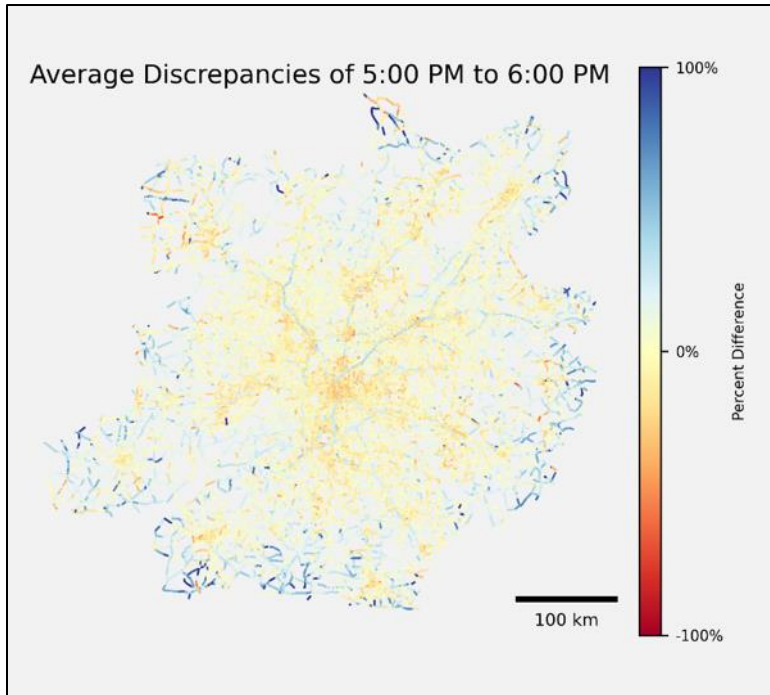 Average Discrepancies of 5:00 PM to 6:00 PM
100%
0%
-100%
Percent Difference
100 km